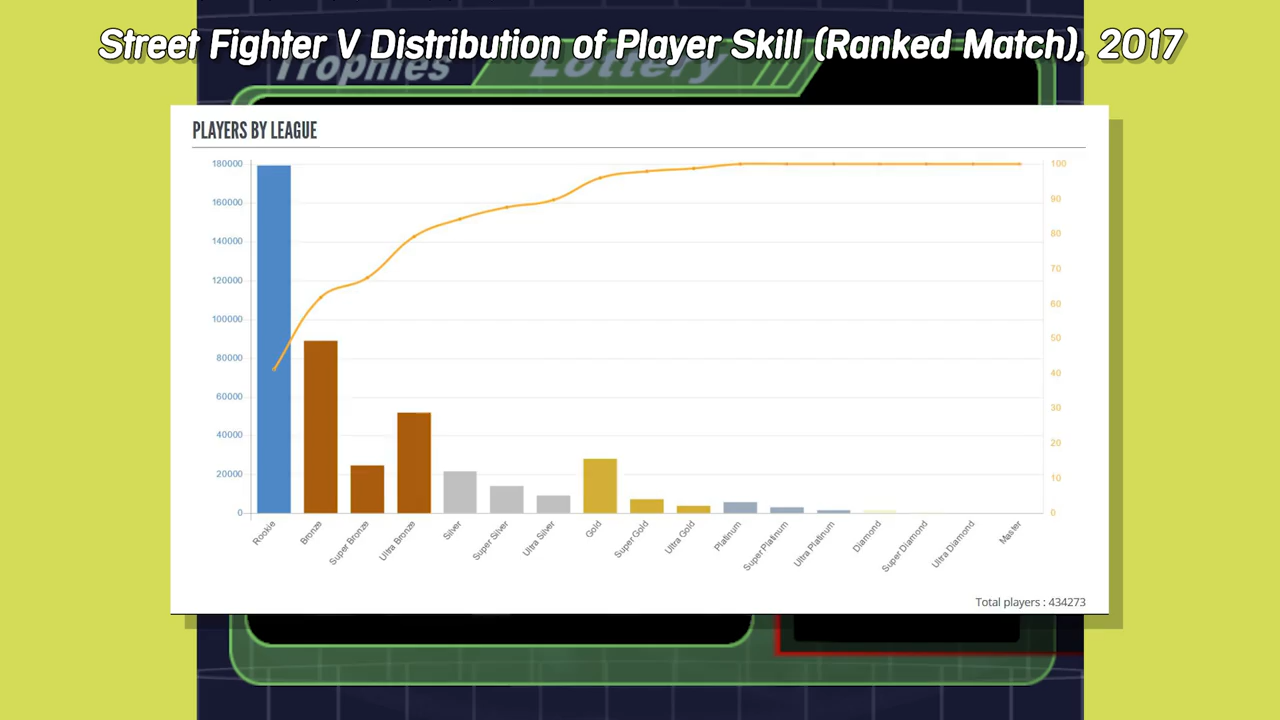 Street Fighter V Distribution of Player Skill (Ranked Match), 2017
Trophies Lottery
PLAYERS BY LEAGUE
180000
160000
140000
120000
100000
80000
60000
40000
20000
0
100
90
80
70
60
50
40
30
20
10
0
Rookie
Bronze
Super Bronze
Ultra Bronze
Silver
Super Silver
Ultra Silver
Gold
Super Gold
Ultra Gold
Platinum
Super Platinum
Ultra Platinum
Diamond
Super Diamond
Ultra Diamond
Master
Total players : 434273